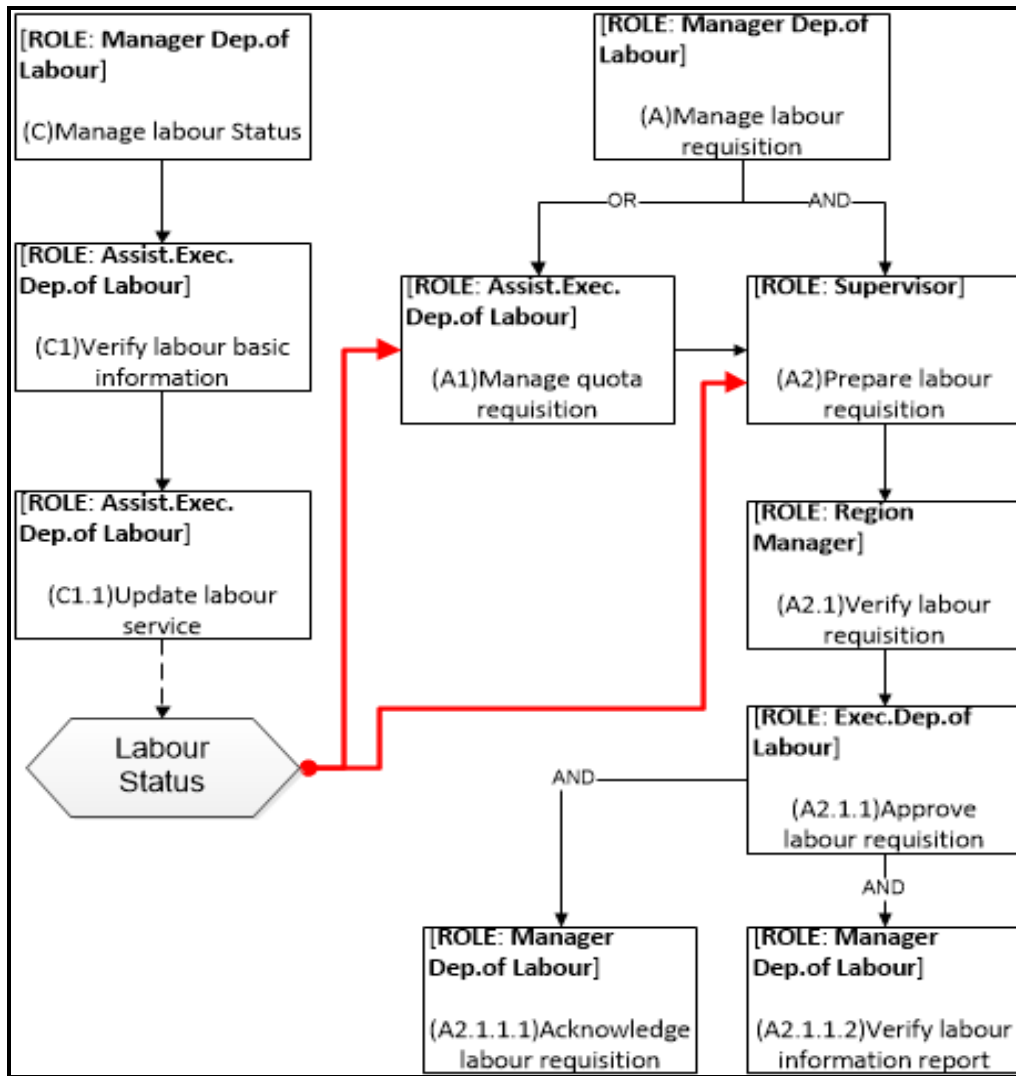 [ROLE: Manager Dep.of
Labour]
(C)Manage labour Status
[ROLE: Manager Dep.of
Labour]
(A)Manage labour
requisition
OR
AND
[ROLE: Assist.Exec.
Dep.of Labour]
(C1)Verify labour basic
information
[ROLE: Assist.Exec.
Dep.of Labour]
(A1)Manage quota
requisition
[ROLE: Supervisor]
(A2)Prepare labour
requisition
[ROLE: Assist.Exec.
Dep.of Labour]
(C1.1)Update labour
service
[ROLE: Region
Manager]
(A2.1)Verify labour
requisition
Labour
Status
[ROLE: Exec.Dep.of
Labour]
(A2.1.1)Approve
labour requisition
AND
AND
[ROLE: Manager
Dep.of Labour]
(A2.1.1.1)Acknowledge
labour requisition
[ROLE: Manager
Dep.of Labour]
(A2.1.1.2)Verify labour
information report